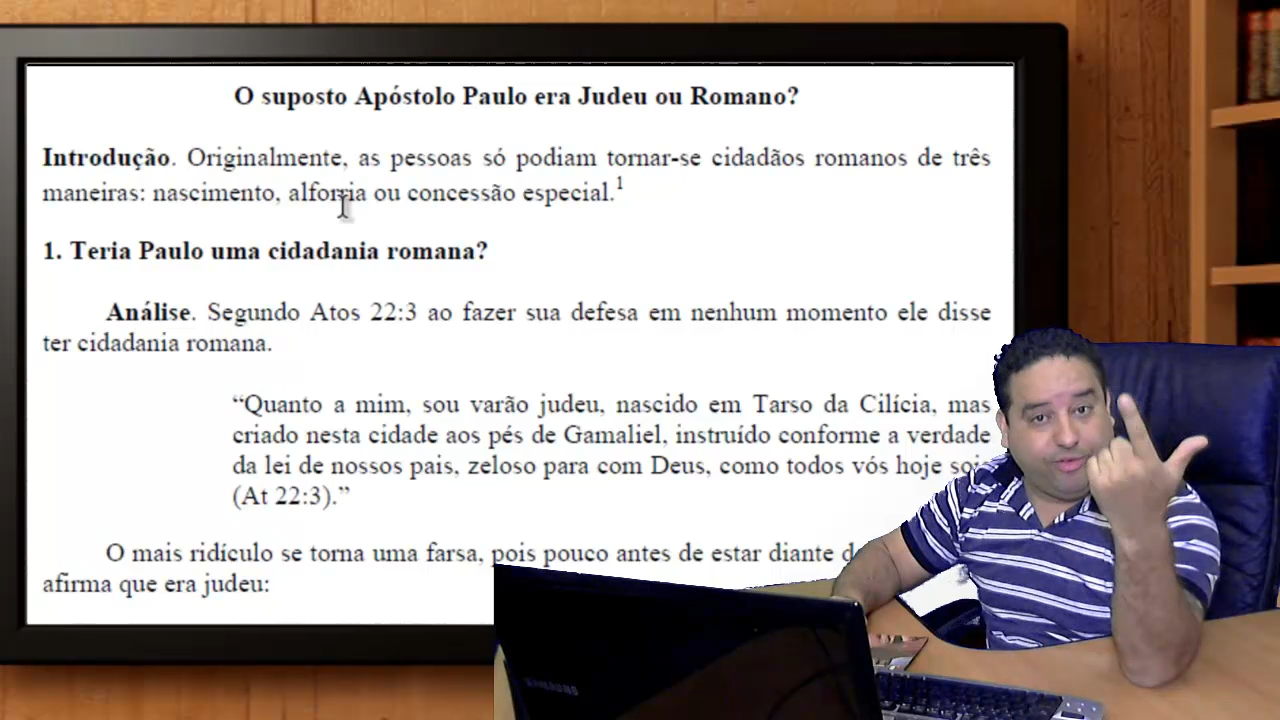 O suposto Apóstolo Paulo era Judeu ou Romano?
Introdução. Originalmente, as pessoas só podiam tornar-se cidadãos romanos de três
maneiras: nascimento, alforria ou concessão especial.1
1. Teria Paulo uma cidadania romana?
Análise. Segundo Atos 22:3 ao fazer sua defesa em nenhum momento ele disse
ter cidadania romana.
“Quanto a mim, sou varão judeu, nascido em Tarso da Cilícia, mas
criado nesta cidade aos pés de Gamaliel, instruído conforme a verdade
da lei de nossos pais, zeloso para com Deus, como todos vós hoje
(At 22:3).”
O mais ridículo se torna uma farsa, pois pouco antes de estar diante
afirma que era judeu:
SAMSUNG